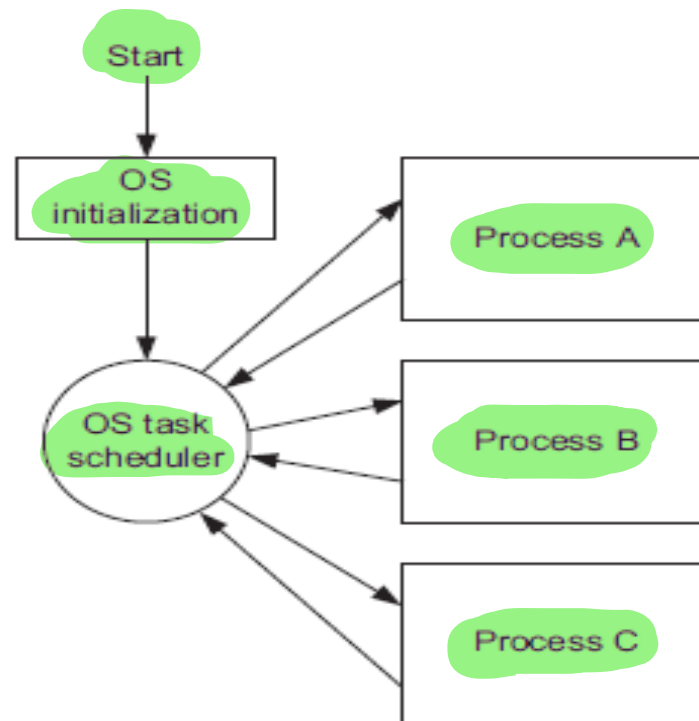 Start
OS
initialization
Process A
OS task
scheduler
Process B
Process C